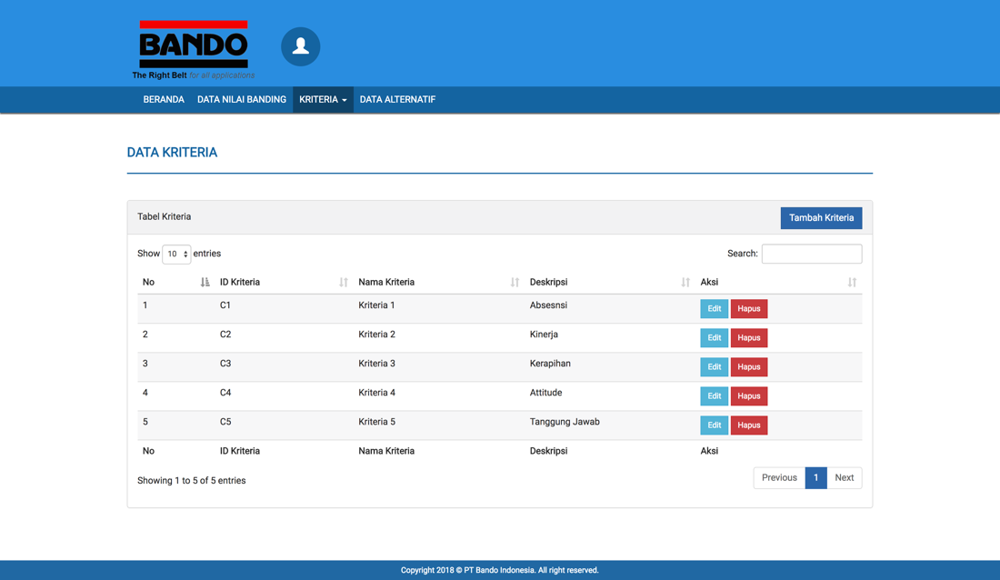 BANDO
The Right Belt for all applications
BERANDA DATA NILAI BANDING KRITERIA DATA ALTERNATIF
DATA KRITERIA
Tabel Kriteria Tambah Kriteria
Show 10 entries Search:
No ID Kriteria Nama Kriteria Deskripsi Aksi
1 C1 Kriteria 1 Absesnsi Edit Hapus
2 C2 Kriteria 2 Kinerja Edit Hapus
3 C3 Kriteria 3 Kerapihan Edit Hapus
4 C4 Kriteria 4 Attitude Edit Hapus
5 C5 Kriteria 5 Tanggung Jawab Edit Hapus
No ID Kriteria Nama Kriteria Deskripsi Aksi
Showing 1 to 5 of 5 entries Previous 1 Next
Copyright 2018 © PT Bando Indonesia. All right reserved.